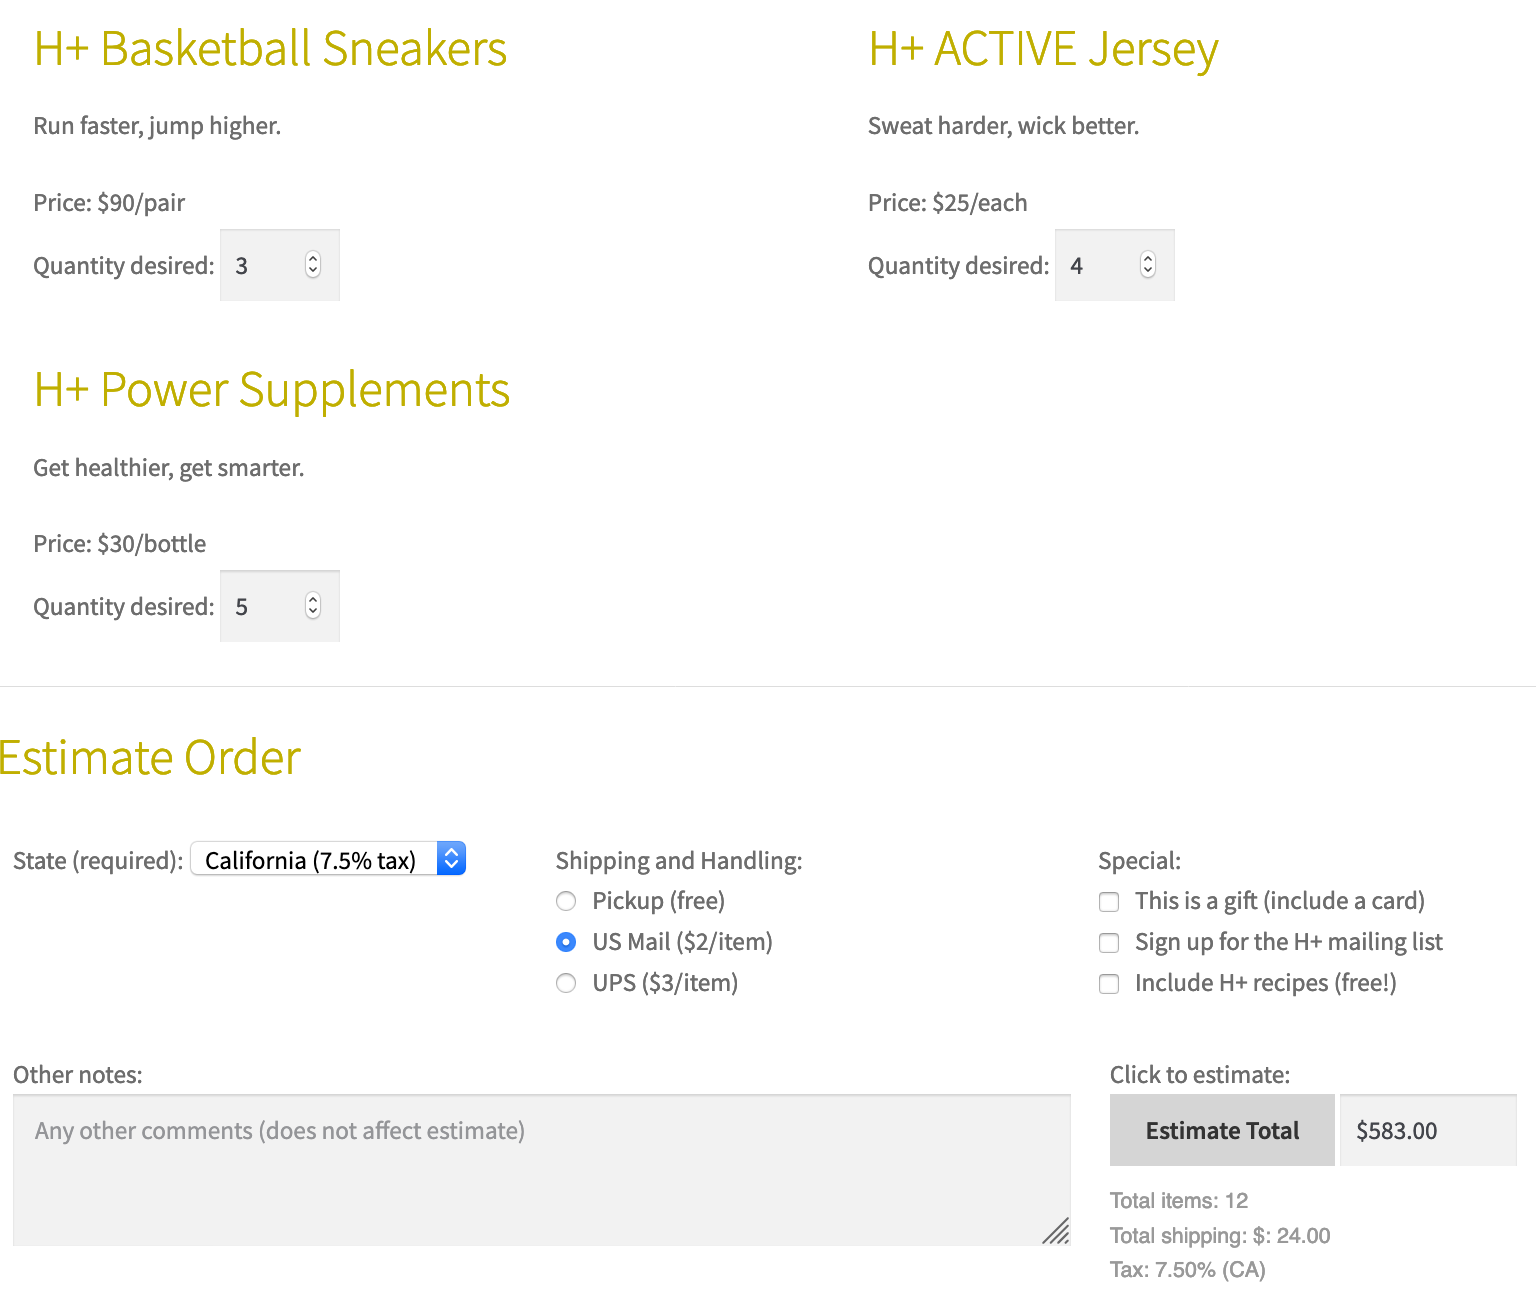 H+ Basketball Sneakers
Run faster, jump higher.
Price: $90/pair
Quantity desired: 3
H+ ACTIVE Jersey
Sweat harder, wick better.
Price: $25/each
Quantity desired: 4
H+ Power Supplements
Get healthier, get smarter.
Price: $30/bottle
Quantity desired: 5
Estimate Order
State (required): California (7.5% tax)
Shipping and Handling:
Pickup (free)
US Mail ($2/item)
UPS ($3/item)
Special:
This is a gift (include a card)
Sign up for the H+ mailing list
Include H+ recipes (free!)
Other notes:
Any other comments (does not affect estimate)
Click to estimate:
Estimate Total $583.00
Total items: 12
Total shipping: $: 24.00
Tax: 7.50% (CA)